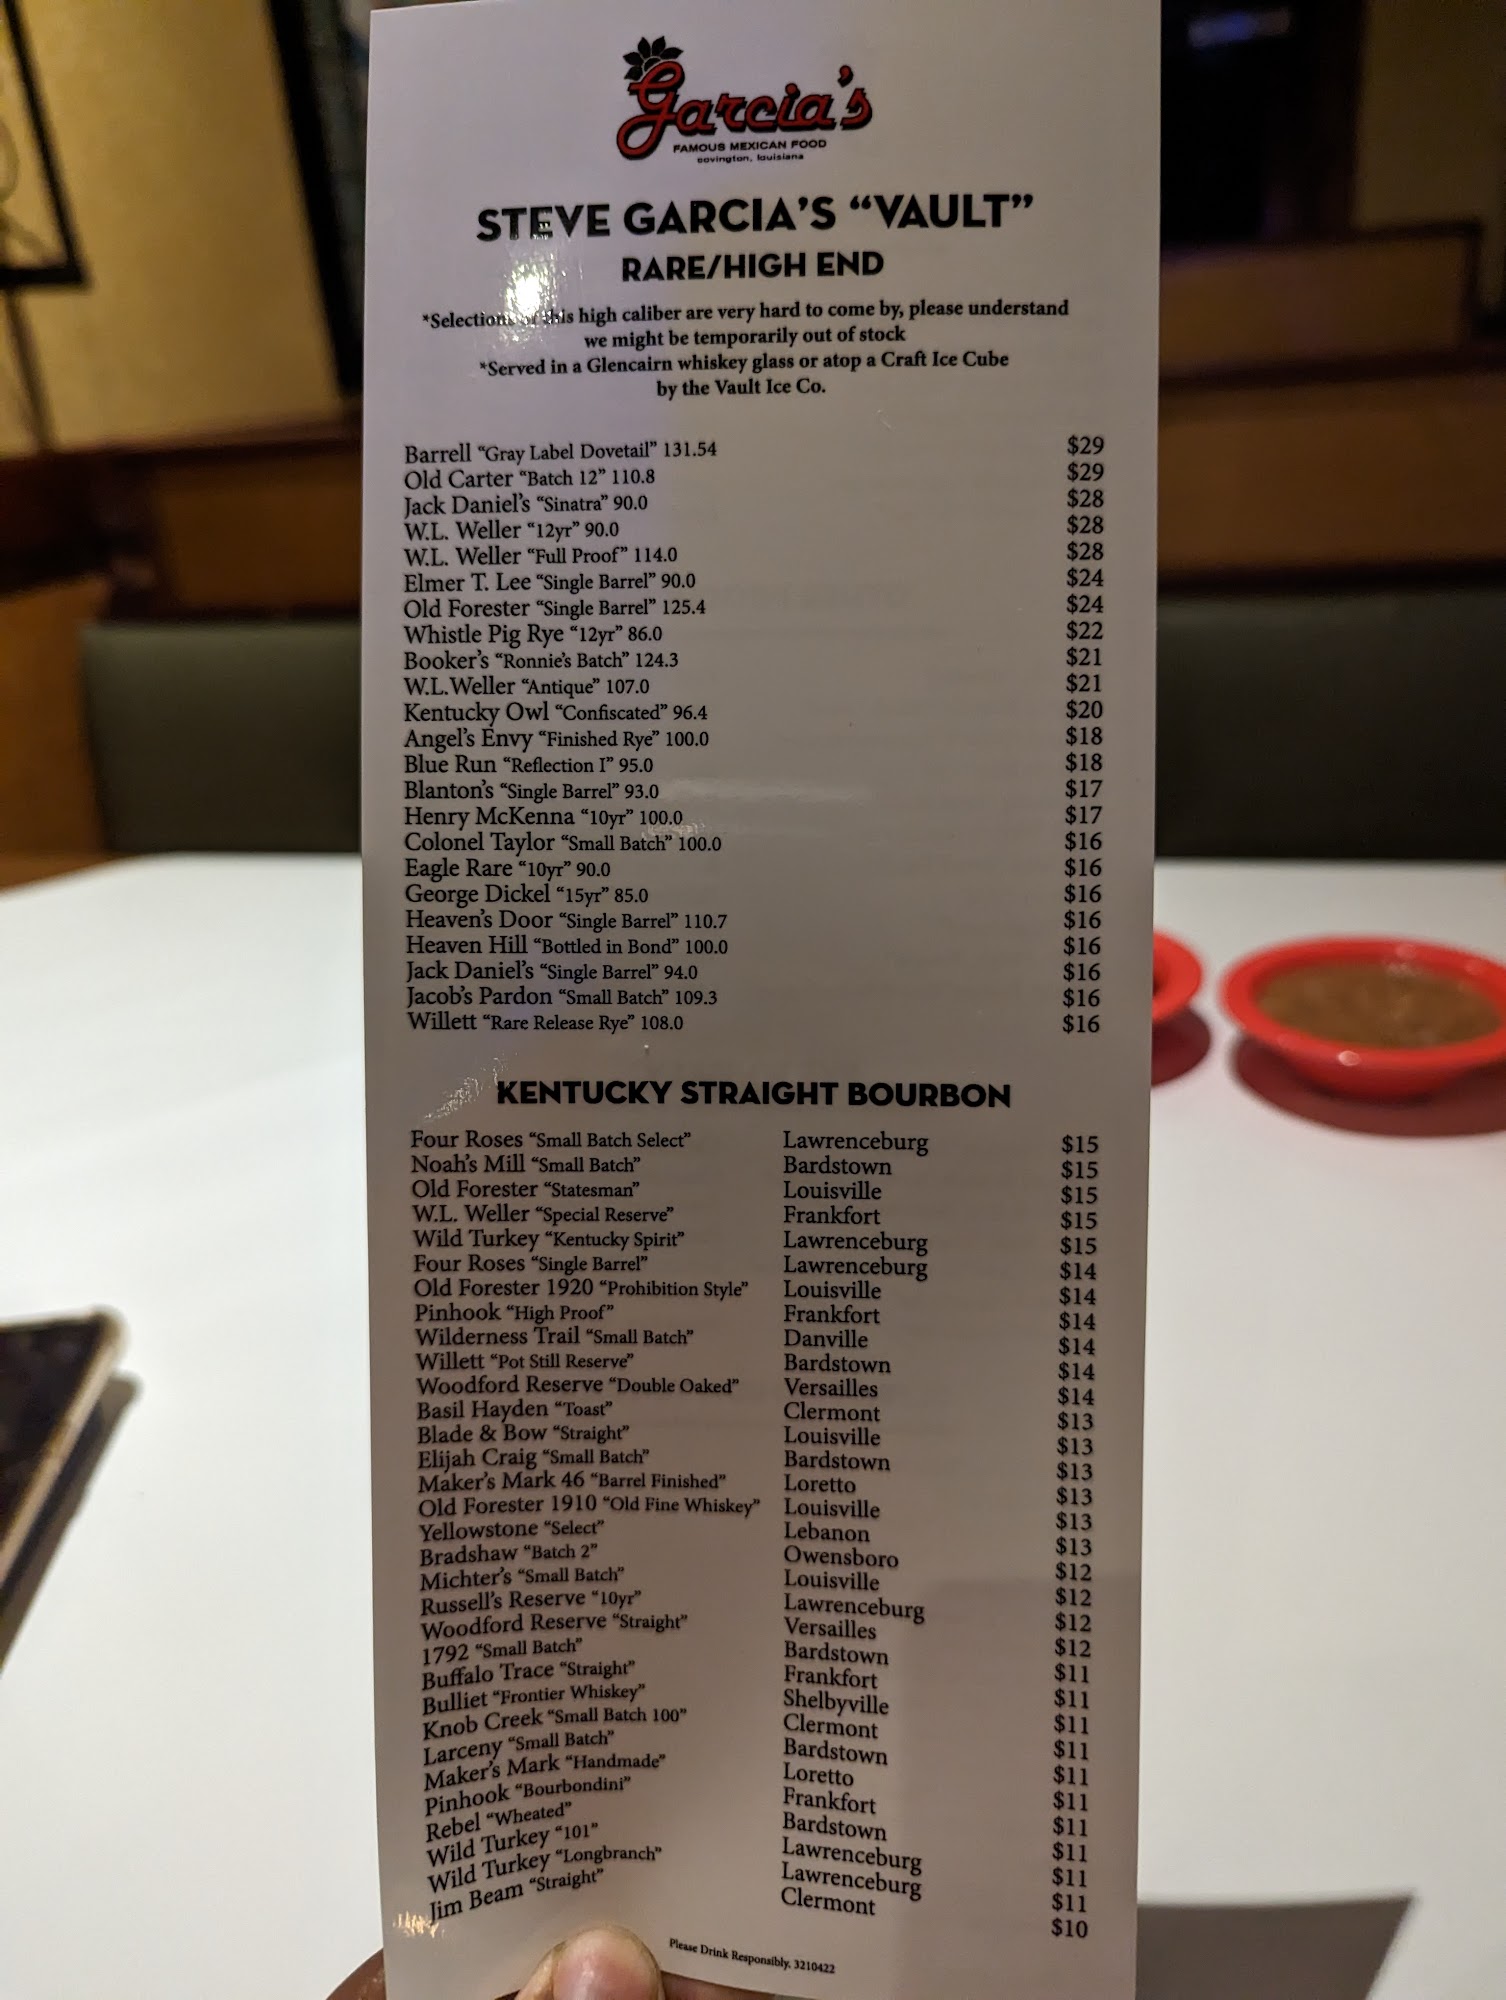 Garcia's
FAMOUS MEXICAN FOOD
covington, louisiana
STEVE GARCIA'S “VAULT”
RARE/HIGH END
*Selections of this high caliber are very hard to come by, please understand
we might be temporarily out of stock
*Served in a Glencairn whiskey glass or atop a Craft Ice Cube
by the Vault Ice Co.
Barrell “Gray Label Dovetail” 131.54 $29
Old Carter “Batch 12” 110.8 $29
Jack Daniel's “Sinatra” 90.0 $28
W.L. Weller “12yr” 90.0 $28
W.L. Weller “Full Proof” 114.0 $28
Elmer T. Lee “Single Barrel” 90.0 $24
Old Forester “Single Barrel” 125.4 $24
Whistle Pig Rye “12yr” 86.0 $22
Booker's “Ronnie's Batch” 124.3 $21
W.L.Weller “Antique” 107.0 $21
Kentucky Owl “Confiscated” 96.4 $20
Angel's Envy “Finished Rye” 100.0 $18
Blue Run “Reflection I” 95.0 $18
Blanton's “Single Barrel” 93.0 $17
Henry McKenna “10yr” 100.0 $17
Colonel Taylor “Small Batch” 100.0 $16
Eagle Rare “10yr” 90.0 $16
George Dickel “15yr” 85.0 $16
Heaven's Door “Single Barrel” 110.7 $16
Heaven Hill “Bottled in Bond” 100.0 $16
Jack Daniel's “Single Barrel” 94.0 $16
Jacob's Pardon “Small Batch” 109.3 $16
Willett “Rare Release Rye” 108.0 $16
KENTUCKY STRAIGHT BOURBON
Four Roses “Small Batch Select” Lawrenceburg $15
Noah's Mill “Small Batch” Bardstown $15
Old Forester “Statesman” Louisville $15
W.L. Weller “Special Reserve” Frankfort $15
Wild Turkey “Kentucky Spirit” Lawrenceburg $15
Four Roses “Single Barrel” Lawrenceburg $14
Old Forester 1920 “Prohibition Style” Louisville $14
Pinhook “High Proof” Frankfort $14
Wilderness Trail “Small Batch” Danville $14
Willett “Pot Still Reserve” Bardstown $14
Woodford Reserve “Double Oaked” Versailles $14
Basil Hayden “Toast” Clermont $13
Blade & Bow “Straight” Louisville $13
Elijah Craig “Small Batch” Bardstown $13
Maker's Mark 46 “Barrel Finished” Loretto $13
Old Forester 1910 “Old Fine Whiskey” Louisville $13
Yellowstone “Select” Lebanon $13
Bradshaw “Batch 2” Owensboro $12
Michter's “Small Batch” Louisville $12
Russell's Reserve “10yr” Lawrenceburg $12
Woodford Reserve “Straight” Versailles $12
1792 “Small Batch” Bardstown $11
Buffalo Trace “Straight” Frankfort $11
Bulliet “Frontier Whiskey” Shelbyville $11
Knob Creek “Small Batch 100” Clermont $11
Larceny “Small Batch” Bardstown $11
Maker's Mark “Handmade” Loretto $11
Pinhook “Bourbondini” Frankfort $11
Rebel “Wheated” Bardstown $11
Wild Turkey “101” Lawrenceburg $11
Wild Turkey “Longbranch” Lawrenceburg $11
Jim Beam “Straight” Clermont $10
Please Drink Responsibly. 3210422